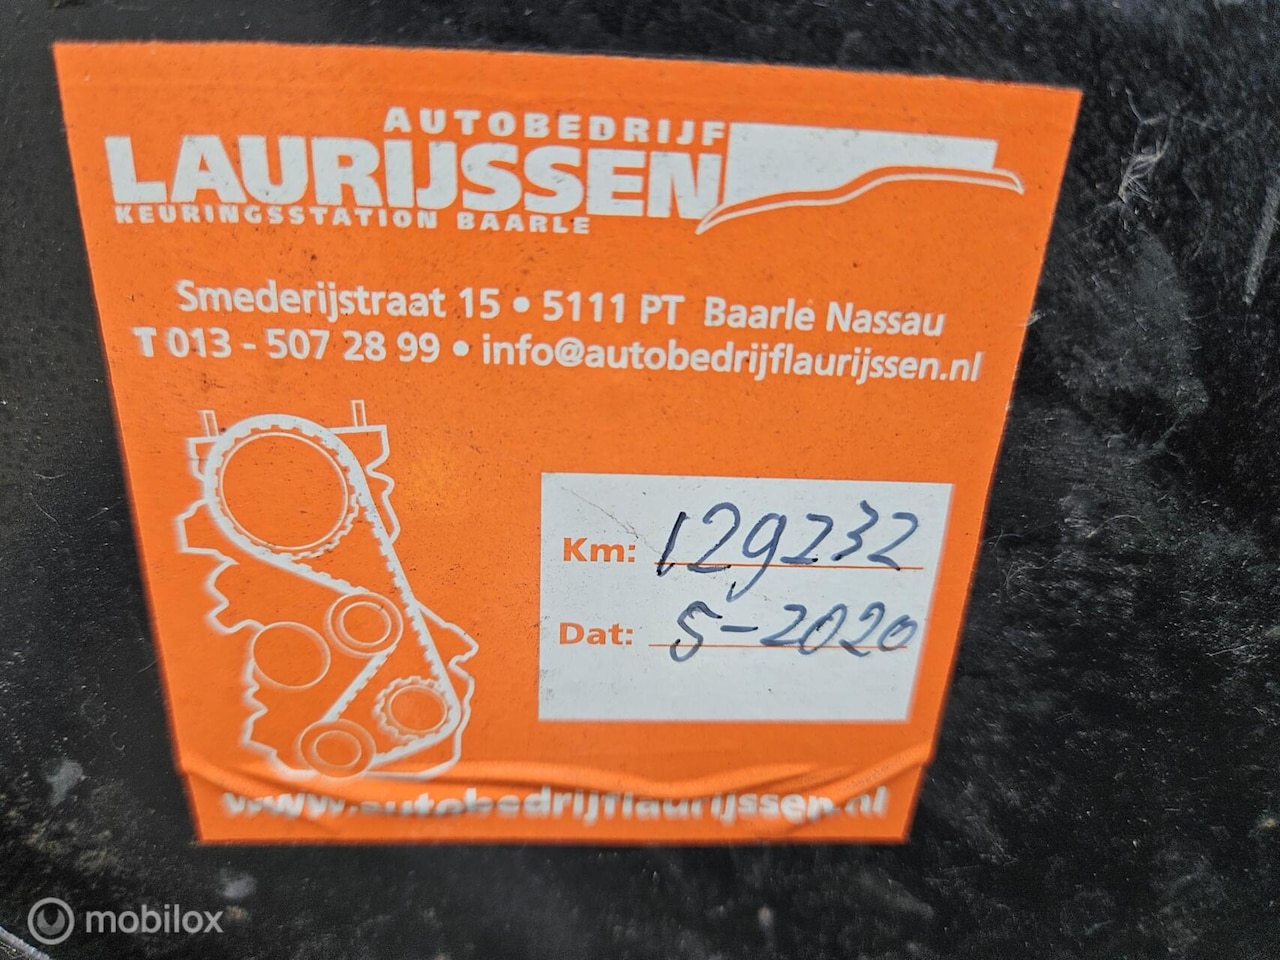 AUTOBEDRIJF
LAURIJSSEN
KEURINGSSTATION BAARLE
Smederijstraat 15 • 5111 PT Baarle Nassau
T 013 - 507 28 99 • info@autobedrijflaurijssen.nl
Km: 129232
Dat: 5-2020
www.autobedrijflaurijssen.nl
mobilox